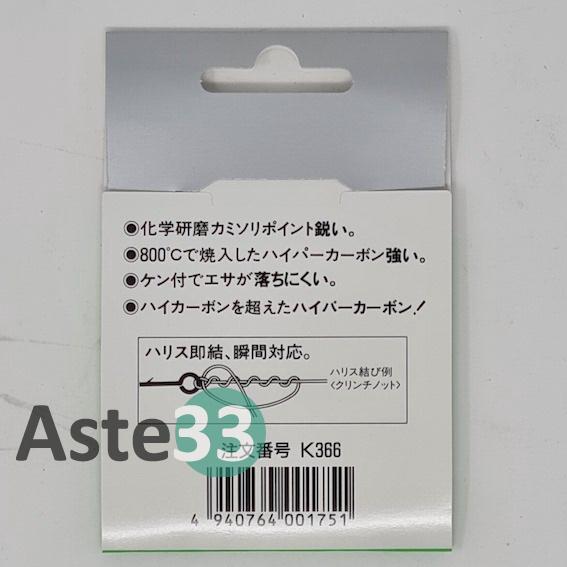 ●化学研磨カミソリポイント鋭い。
●800℃で焼入したハイパーカーボン強い。
●ケン付でエサが落ちにくい。
●ハイカーボンを超えたハイパーカーボン!
ハリス即結、瞬間対応。
ハリス結び例
〈クリンチノット〉
Aste33
注文番号 K366
4 940764 001751